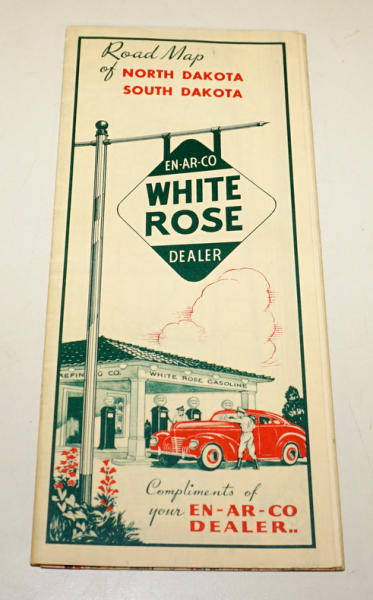 Road Map
of NORTH DAKOTA
SOUTH DAKOTA
EN-AR-CO
WHITE
ROSE
DEALER
REFINING CO.
WHITE ROSE GASOLINE
Compliments of
your EN-AR-CO
DEALER..